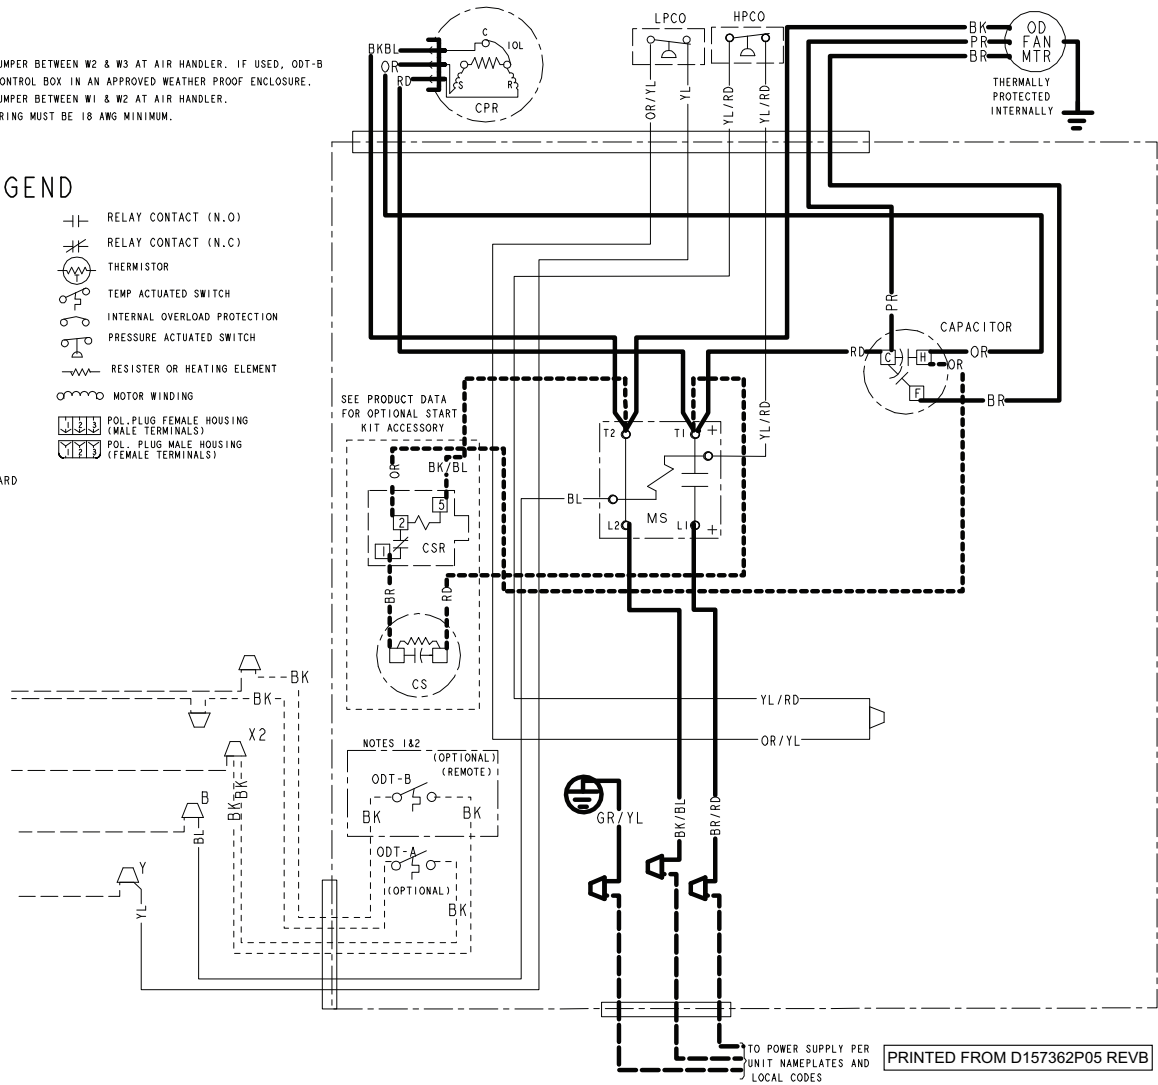 UMPER BETWEEN W2 & W3 AT AIR HANDLER. IF USED, ODT-B
ONTROL BOX IN AN APPROVED WEATHER PROOF ENCLOSURE.
UMPER BETWEEN W1 & W2 AT AIR HANDLER.
RING MUST BE 18 AWG MINIMUM.
GEND
RELAY CONTACT (N.O)
RELAY CONTACT (N.C)
THERMISTOR
T
TEMP ACTUATED SWITCH
INTERNAL OVERLOAD PROTECTION
PRESSURE ACTUATED SWITCH
RESISTER OR HEATING ELEMENT
MOTOR WINDING
1 2 3
POL.PLUG FEMALE HOUSING
(MALE TERMINALS)
1 2 3
POL. PLUG MALE HOUSING
(FEMALE TERMINALS)
ARD
BKBL
OR
RD
C
IOL
S
R
CPR
LPCO
HPCO
OR/YL
YL
YL/RD
YL/RD
BK
PR
BR
OD
FAN
MTR
THERMALLY
PROTECTED
INTERNALLY
PR
CAPACITOR
RD
C
H
OR
OR
F
BR
SEE PRODUCT DATA
FOR OPTIONAL START
KIT ACCESSORY
OR
BK/BL
5
2
1
CSR
BR
RD
CS
T2
T1
+
YL/RD
BL
MS
L2
L1
+
BK
BK
X2
BK
BK
B
BL
Y
YL
NOTES 1&2
(OPTIONAL)
(REMOTE)
ODT-B
BK
BK
ODT-A
(OPTIONAL)
BK
YL/RD
OR/YL
GR/YL
BK/BL
BR/RD
TO POWER SUPPLY PER
UNIT NAMEPLATES AND
LOCAL CODES
PRINTED FROM D157362P05 REVB